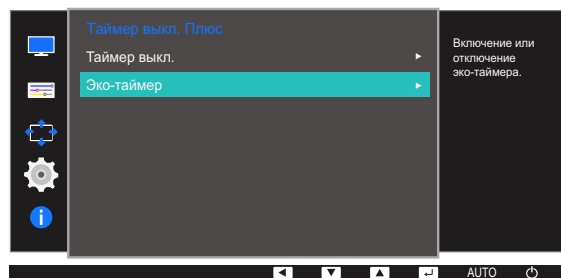 Таймер выкл. Плюс
Таймер выкл.
Эко-таймер
Включение или
отключение
эко-таймера.
AUTO